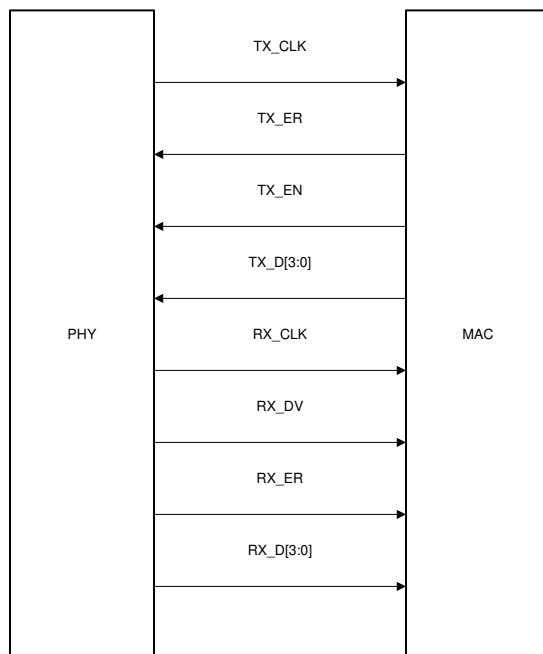 TX_CLK
TX_ER
TX_EN
TX_D[3:0]
PHY
RX_CLK
MAC
RX_DV
RX_ER
RX_D[3:0]